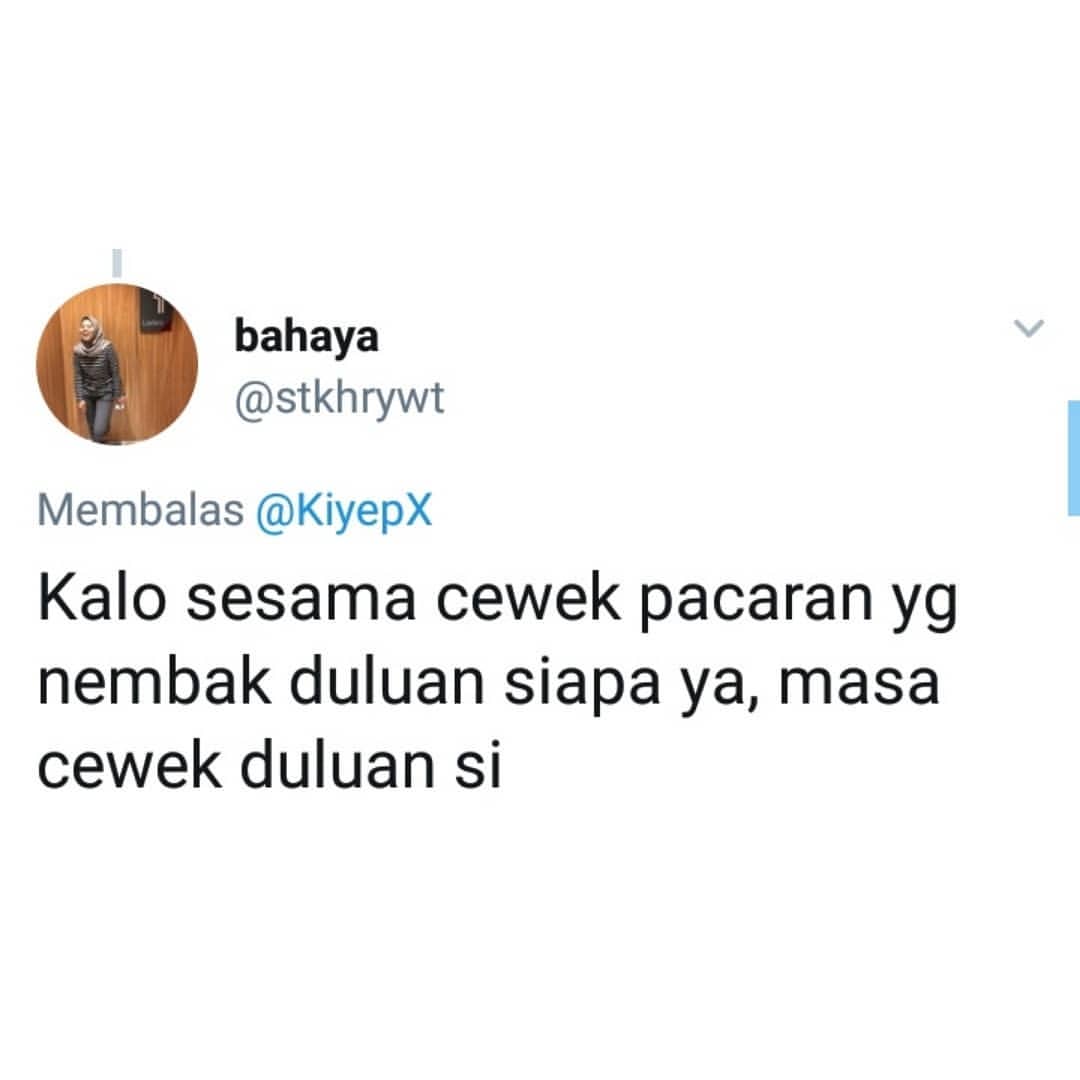 bahaya
@stkhrywt
Membalas @KiyepX
Kalo sesama cewek pacaran yg
nembak duluan siapa ya, masa
cewek duluan si